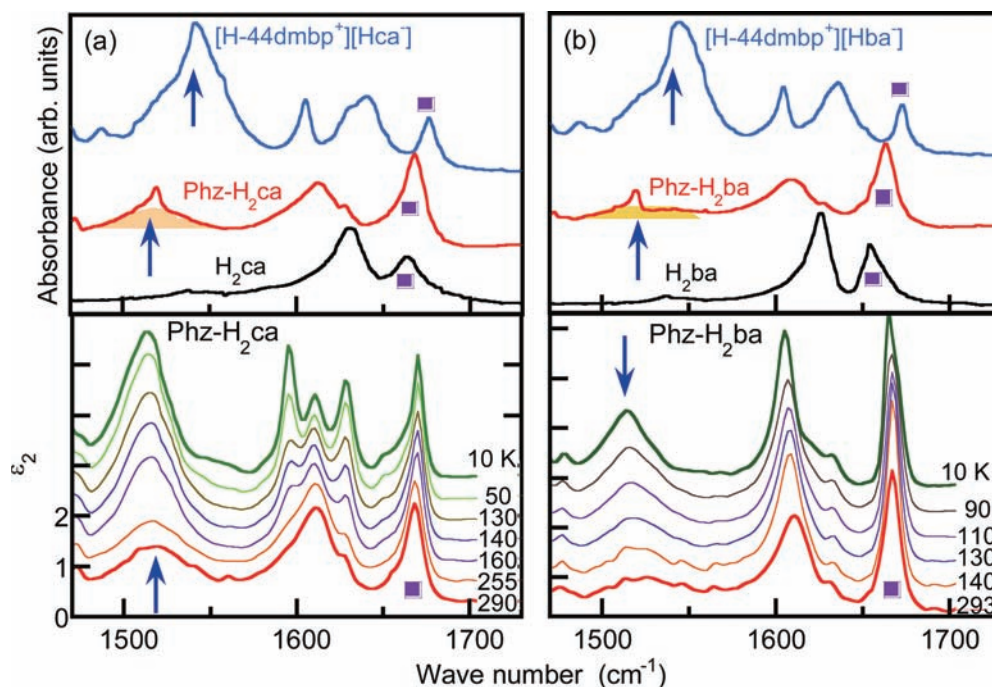 (a)
[H-44dmbp⁺][Hca⁻]
Phz-H₂ca
H₂ca
Absorbance (arb. units)
(b)
[H-44dmbp⁺][Hba⁻]
Phz-H₂ba
H₂ba
Phz-H₂ca
10 K
50
130
140
160
255
290
ε₂
2
1
0
1500
1600
1700
Phz-H₂ba
10 K
90
110
130
140
293
1500
1600
1700
Wave number (cm⁻¹)